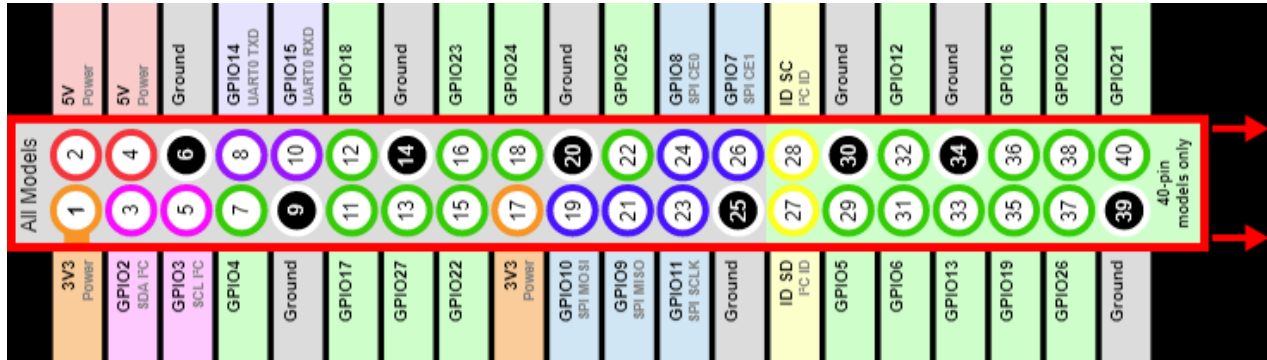 5V
Power
5V
Power
Ground
GPIO14
UART0 TXD
GPIO15
UART0 RXD
GPIO18
Ground
GPIO23
GPIO24
Ground
GPIO25
GPIO8
SPI CE0
GPIO7
SPI CE1
ID SC
I²C ID
Ground
GPIO12
Ground
GPIO16
GPIO20
GPIO21
All Models
2 4 6 8 10 12 14 16 18 20 22 24 26 28 30 32 34 36 38 40
1 3 5 7 9 11 13 15 17 19 21 23 25 27 29 31 33 35 37 39
40-pin
models only
3V3
Power
GPIO2
SDA I²C
GPIO3
SCL I²C
GPIO4
Ground
GPIO17
GPIO27
GPIO22
3V3
Power
GPIO10
SPI MOSI
GPIO9
SPI MISO
GPIO11
SPI SCLK
Ground
ID SD
I²C ID
GPIO5
GPIO6
GPIO13
GPIO19
GPIO26
Ground